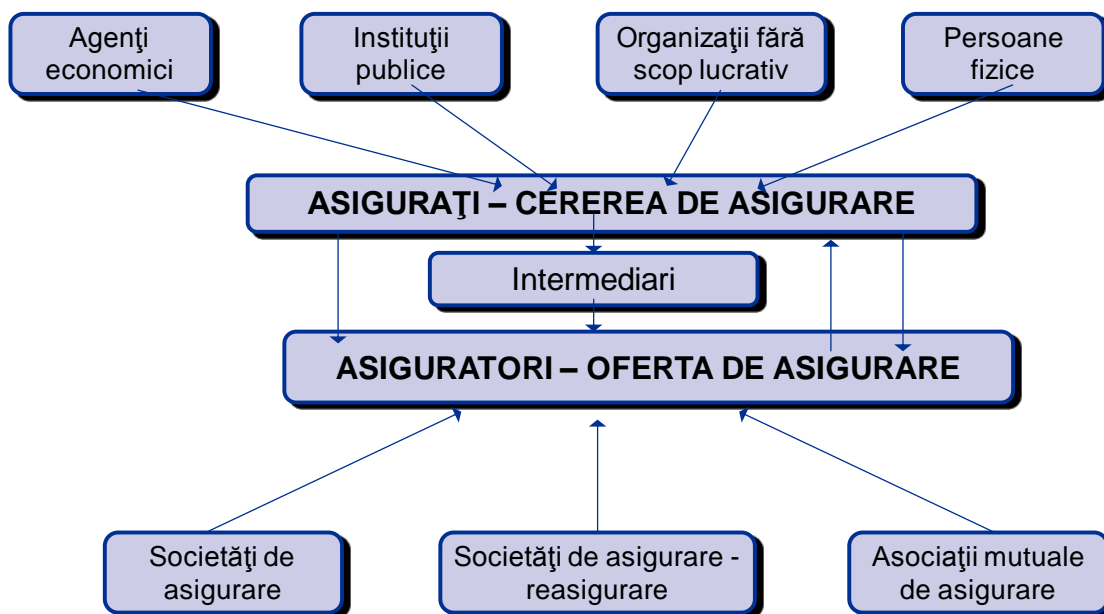 Agenţi
economici
Instituţii
publice
Organizaţii fără
scop lucrativ
Persoane
fizice
ASIGURAŢI – CEREREA DE ASIGURARE
Intermediari
ASIGURATORI – OFERTA DE ASIGURARE
Societăţi de
asigurare
Societăţi de asigurare -
reasigurare
Asociaţii mutuale
de asigurare